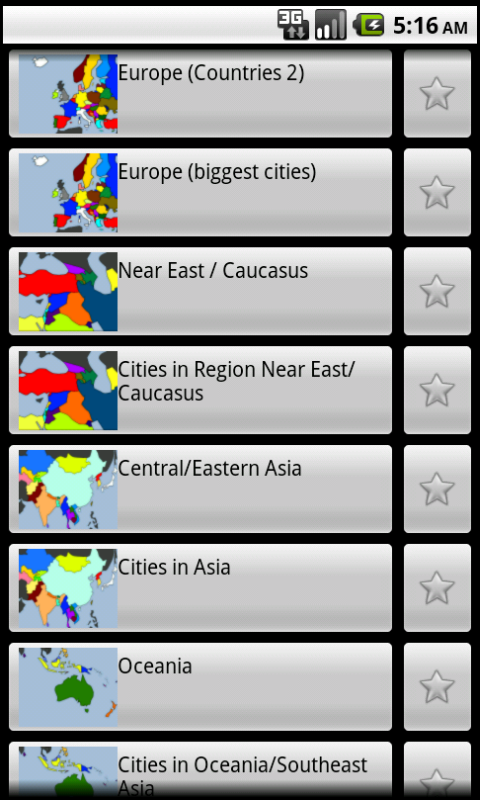 3G
5:16 AM
Europe (Countries 2)
Europe (biggest cities)
Near East / Caucasus
Cities in Region Near East/
Caucasus
Central/Eastern Asia
Cities in Asia
Oceania
Cities in Oceania/Southeast
Asia